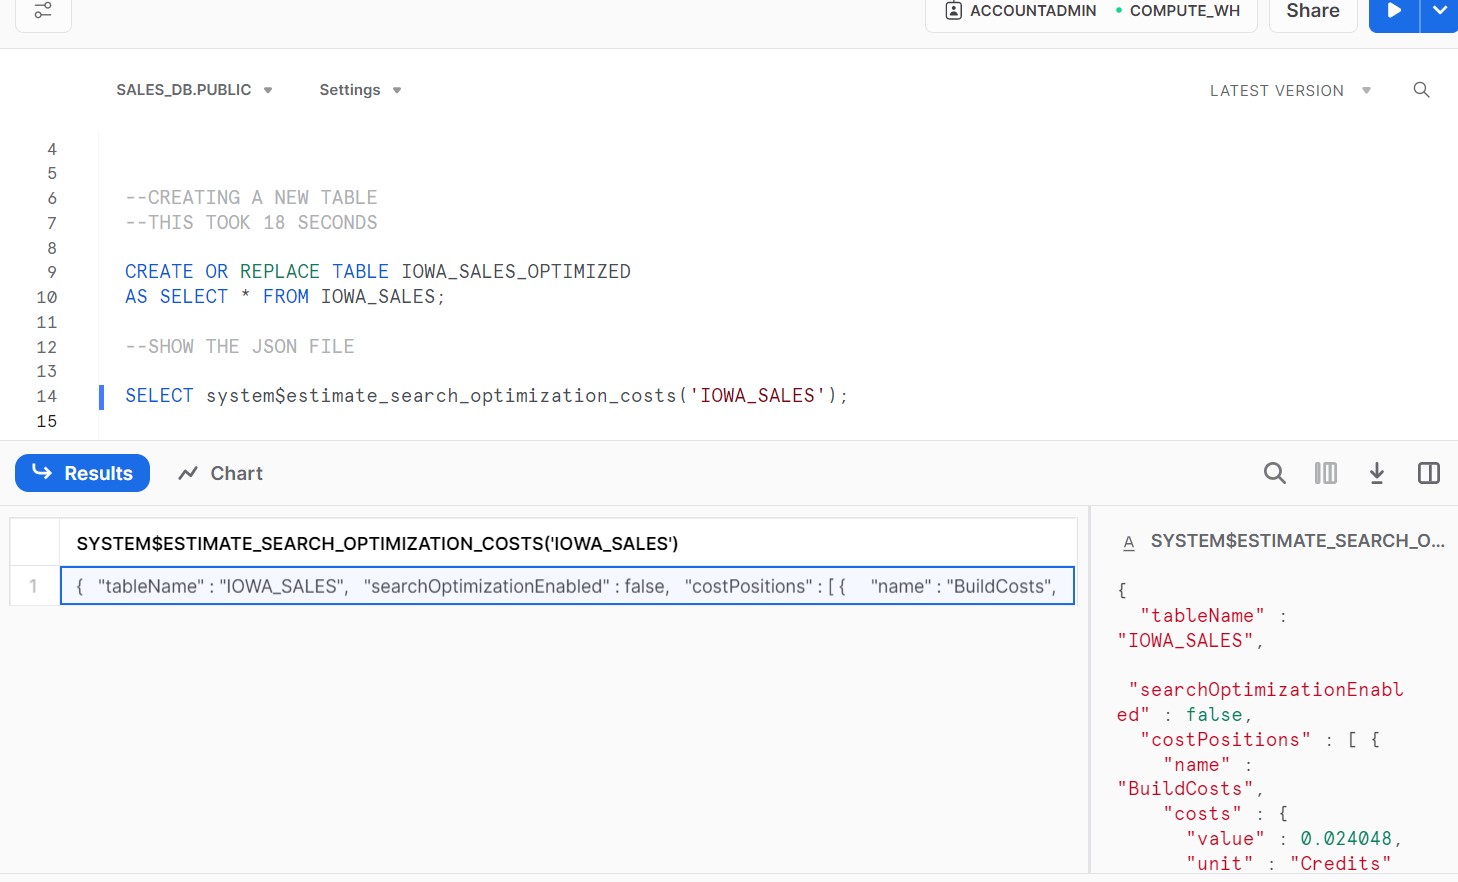 ACCOUNTADMIN COMPUTE_WH Share
SALES_DB.PUBLIC Settings LATEST VERSION
4
5
6 --CREATING A NEW TABLE
7 --THIS TOOK 18 SECONDS
8
9 CREATE OR REPLACE TABLE IOWA_SALES_OPTIMIZED
10 AS SELECT * FROM IOWA_SALES;
11
12 --SHOW THE JSON FILE
13
14 SELECT system$estimate_search_optimization_costs('IOWA_SALES');
15
Results Chart
SYSTEM$ESTIMATE_SEARCH_OPTIMIZATION_COSTS('IOWA_SALES')
1 { "tableName" : "IOWA_SALES", "searchOptimizationEnabled" : false, "costPositions" : [ { "name" : "BuildCosts",
A SYSTEM$ESTIMATE_SEARCH_O...
{
"tableName" :
"IOWA_SALES",
"searchOptimizationEnabl
ed" : false,
"costPositions" : [ {
"name" :
"BuildCosts",
"costs" : {
"value" : 0.024048,
"unit" : "Credits"